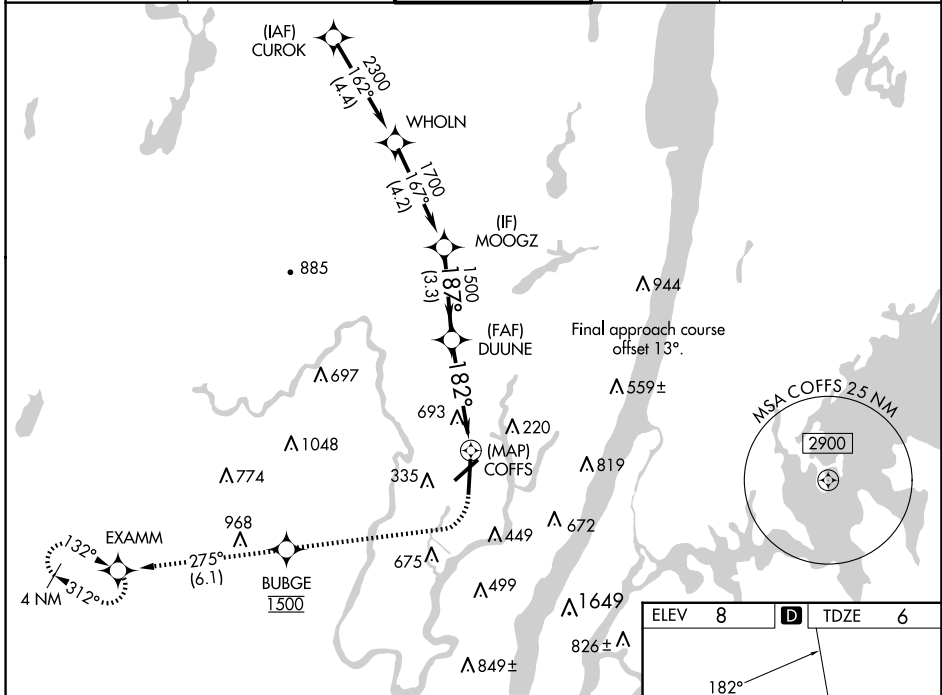 (IAF)
CUROK
2300
162°
(4.4)
WHOLN
1700
167°
(4.2)
(IF)
MOOGZ
885
1500
187°
(3.3)
944
(FAF)
DUUNE
Final approach course
offset 13°.
182°
697
559±
MSA COFFS 25 NM
2900
693
220
1048
(MAP)
COFFS
819
774
335
968
672
EXAMM
449
132°
275°
(6.1)
675
BUBGE
1500
312°
4 NM
499
1649
826±
849±
ELEV 8 D TDZE 6
182°